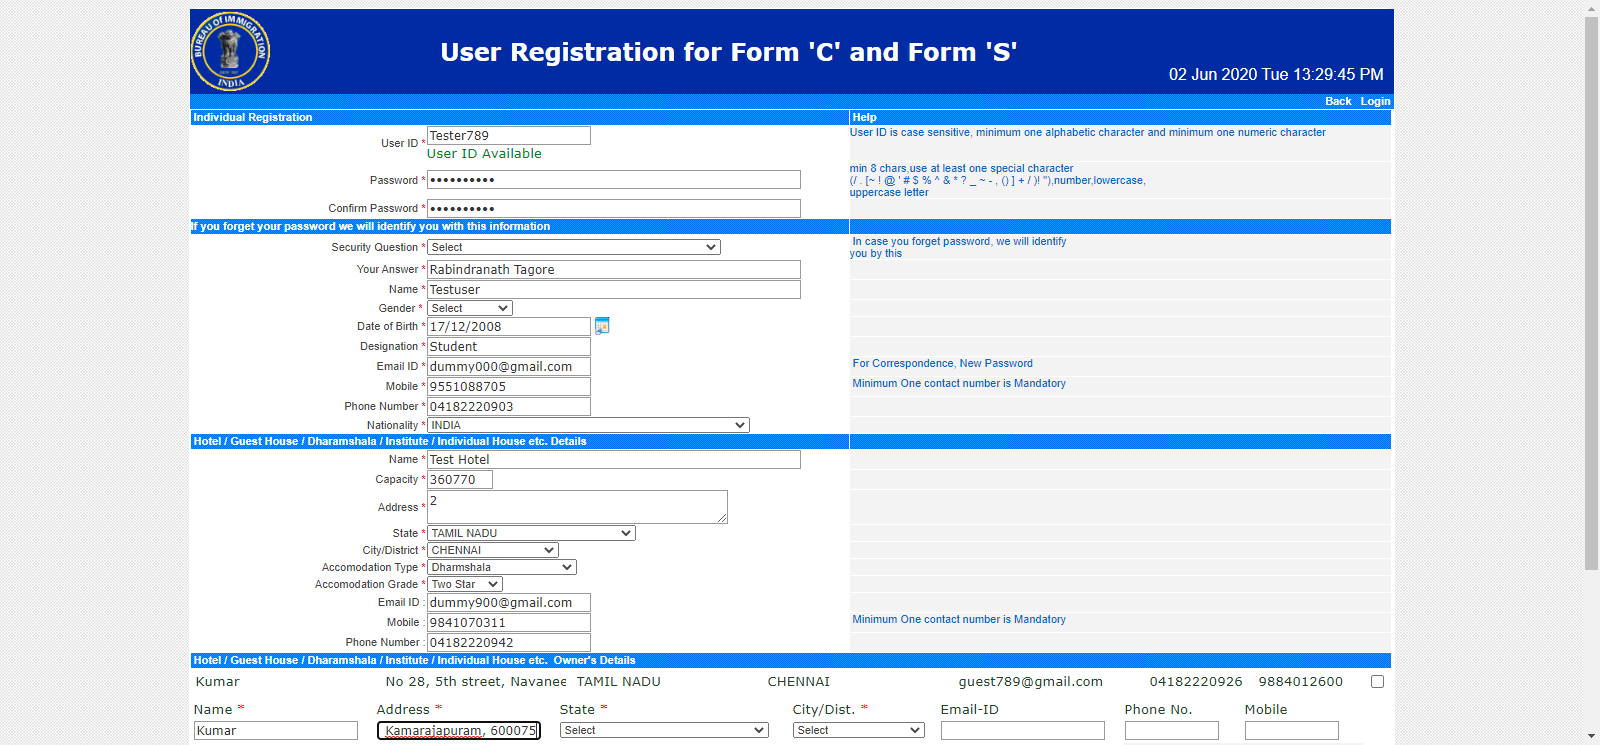 BUREAU OF IMMIGRATION
INDIA
User Registration for Form 'C' and Form 'S'
02 Jun 2020 Tue 13:29:45 PM
Back Login
Individual Registration Help
User ID * Tester789 User ID is case sensitive, minimum one alphabetic character and minimum one numeric character
User ID Available
Password * •••••••••• min 8 chars,use at least one special character
(/ . [~ ! @ ' # $ % ^ & * ? _ ~ - , () ] + / )! "),number,lowercase,
uppercase letter
Confirm Password * ••••••••••
If you forget your password we will identify you with this information
Security Question * Select In case you forget password, we will identify
you by this
Your Answer * Rabindranath Tagore
Name * Testuser
Gender * Select
Date of Birth * 17/12/2008
Designation * Student
Email ID * dummy000@gmail.com For Correspondence, New Password
Mobile * 9551088705 Minimum One contact number is Mandatory
Phone Number * 04182220903
Nationality * INDIA
Hotel / Guest House / Dharamshala / Institute / Individual House etc. Details
Name * Test Hotel
Capacity * 360770
Address * 2
State * TAMIL NADU
City/District * CHENNAI
Accomodation Type * Dharmshala
Accomodation Grade * Two Star
Email ID : dummy900@gmail.com
Mobile : 9841070311 Minimum One contact number is Mandatory
Phone Number : 04182220942
Hotel / Guest House / Dharamshala / Institute / Individual House etc. Owner's Details
Kumar No 28, 5th street, Navanee TAMIL NADU CHENNAI guest789@gmail.com 04182220926 9884012600
Name * Address * State * City/Dist. * Email-ID Phone No. Mobile
Kumar Kamarajapuram, 600075 Select Select